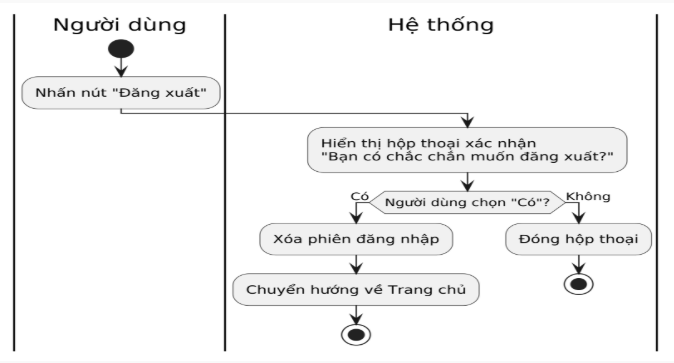 Người dùng
Hệ thống
Nhấn nút "Đăng xuất"
Hiển thị hộp thoại xác nhận
"Bạn có chắc chắn muốn đăng xuất?"
Có
Người dùng chọn "Có"?
Không
Xóa phiên đăng nhập
Đóng hộp thoại
Chuyển hướng về Trang chủ